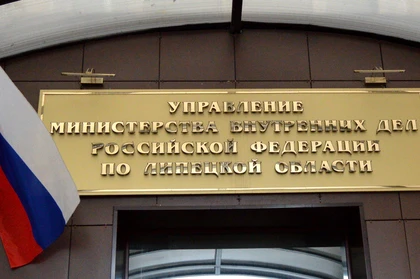 УПРАВЛЕНИЕ
МИНИСТЕРСТВА ВНУТРЕННИХ ДЕЛ
РОССИЙСКОЙ ФЕДЕРАЦИИ
ПО ЛИПЕЦКОЙ ОБЛАСТИ